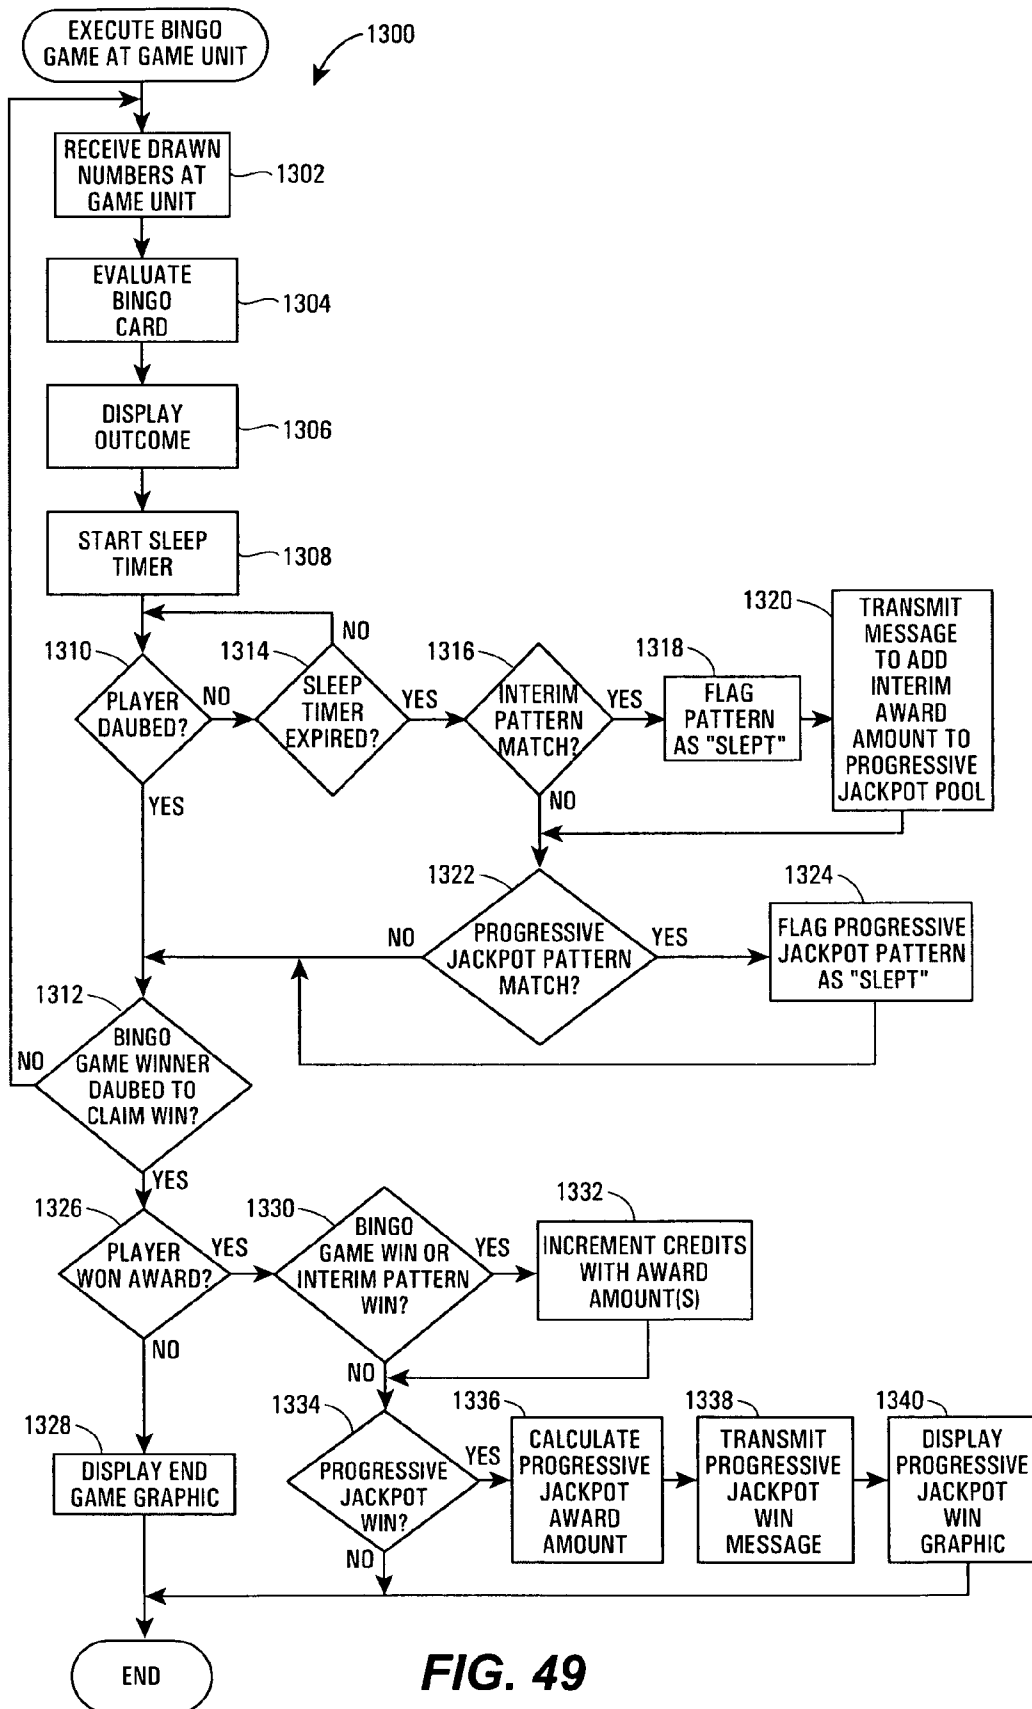 EXECUTE BINGO
GAME AT GAME UNIT
1300
RECEIVE DRAWN
NUMBERS AT
GAME UNIT
1302
EVALUATE
BINGO
CARD
1304
DISPLAY
OUTCOME
1306
START SLEEP
TIMER
1308
1310
PLAYER
DAUBED?
NO
YES
1314
SLEEP
TIMER
EXPIRED?
NO
YES
1316
INTERIM
PATTERN
MATCH?
YES
NO
1318
FLAG
PATTERN
AS "SLEPT"
1320
TRANSMIT
MESSAGE
TO ADD
INTERIM
AWARD
AMOUNT TO
PROGRESSIVE
JACKPOT POOL
1322
PROGRESSIVE
JACKPOT PATTERN
MATCH?
NO
YES
1324
FLAG PROGRESSIVE
JACKPOT PATTERN
AS "SLEPT"
1312
BINGO
GAME WINNER
DAUBED TO
CLAIM WIN?
NO
YES
1326
PLAYER
WON AWARD?
YES
NO
1328
DISPLAY END
GAME GRAPHIC
1330
BINGO
GAME WIN OR
INTERIM PATTERN
WIN?
YES
NO
1332
INCREMENT CREDITS
WITH AWARD
AMOUNT(S)
1334
PROGRESSIVE
JACKPOT
WIN?
YES
NO
1336
CALCULATE
PROGRESSIVE
JACKPOT
AWARD
AMOUNT
1338
TRANSMIT
PROGRESSIVE
JACKPOT
WIN
MESSAGE
1340
DISPLAY
PROGRESSIVE
JACKPOT
WIN
GRAPHIC
END
FIG. 49